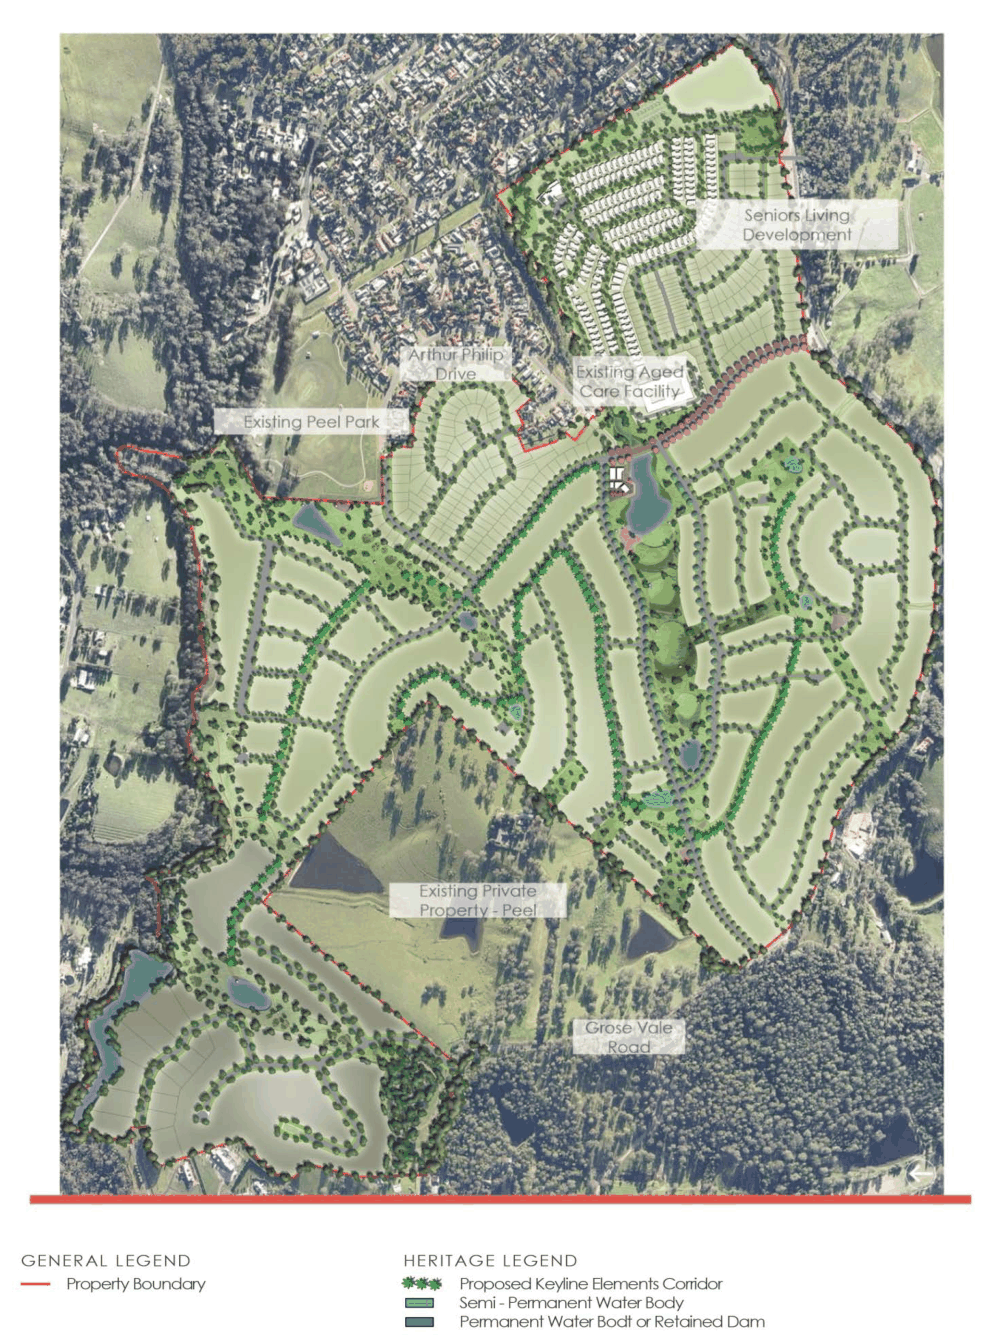 Seniors Living
Development
Arthur Philip
Drive
Existing Aged
Care Facility
Existing Peel Park
Existing Private
Property - Peel
Grose Vale
Road
GENERAL LEGEND
Property Boundary
HERITAGE LEGEND
Proposed Keyline Elements Corridor
Semi - Permanent Water Body
Permanent Water Bodt or Retained Dam